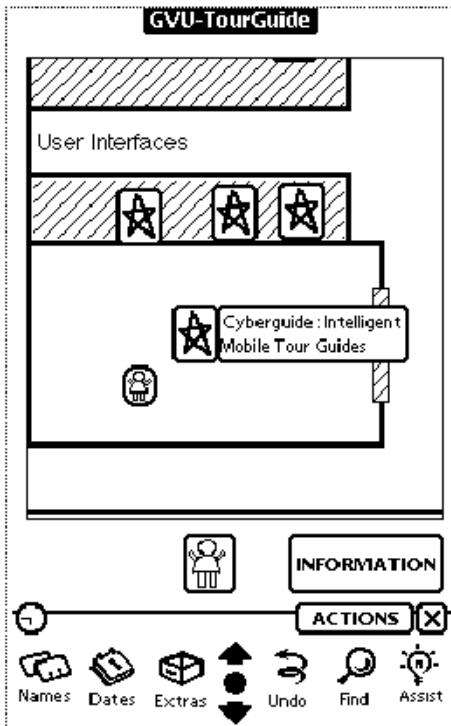 GVU-TourGuide
User Interfaces
Cyberguide: Intelligent
Mobile Tour Guides
INFORMATION
ACTIONS
Names Dates Extras Undo Find Assist